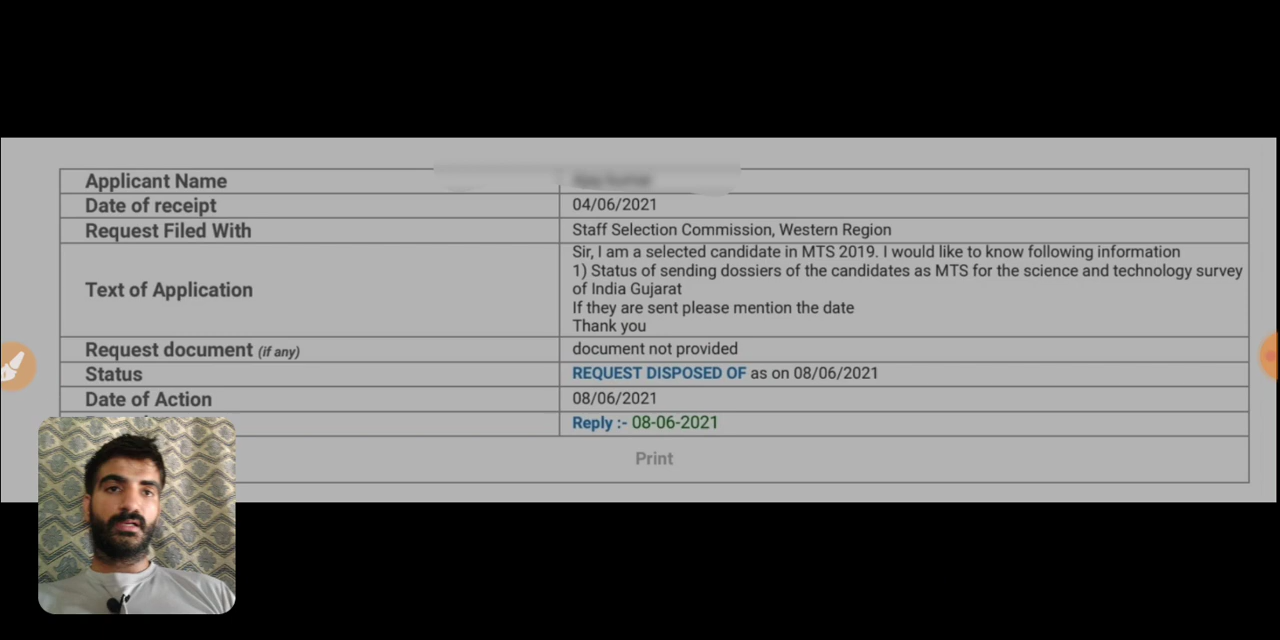 Applicant Name
Date of receipt 04/06/2021
Request Filed With Staff Selection Commission, Western Region
Text of Application
Sir, I am a selected candidate in MTS 2019. I would like to know following information
1) Status of sending dossiers of the candidates as MTS for the science and technology survey
of India Gujarat
If they are sent please mention the date
Thank you
Request document (if any) document not provided
Status REQUEST DISPOSED OF as on 08/06/2021
Date of Action 08/06/2021
Reply :- 08-06-2021
Print